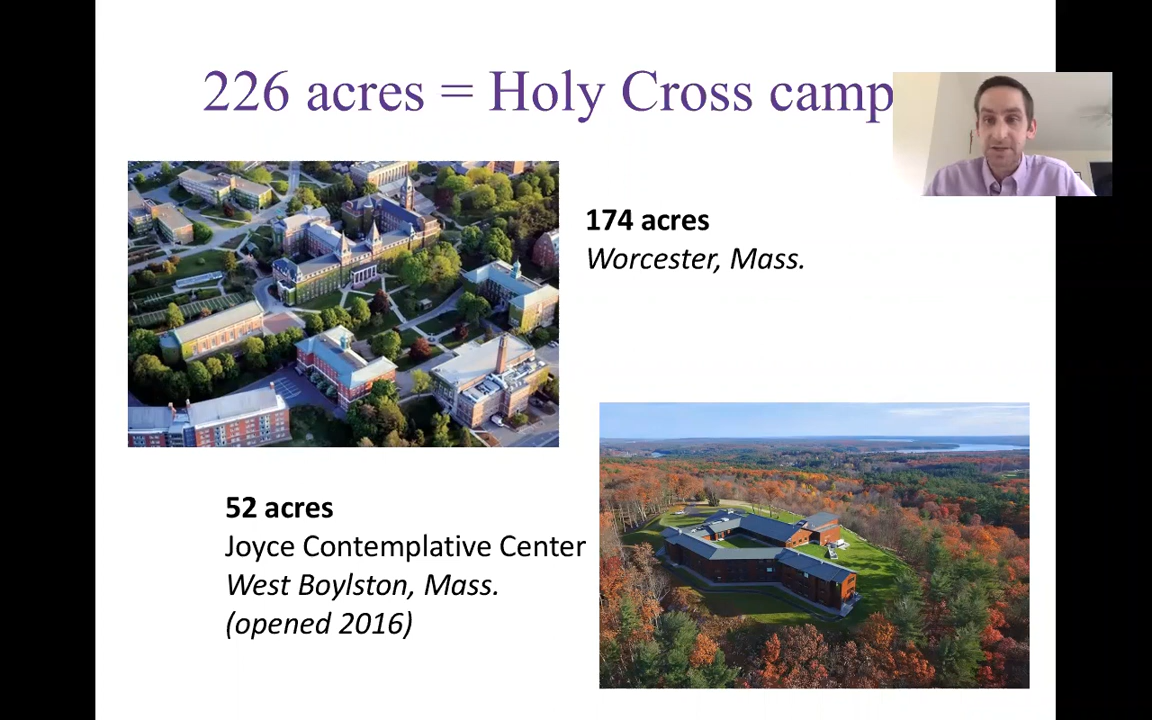 226 acres = Holy Cross camp
174 acres
Worcester, Mass.
52 acres
Joyce Contemplative Center
West Boylston, Mass.
(opened 2016)